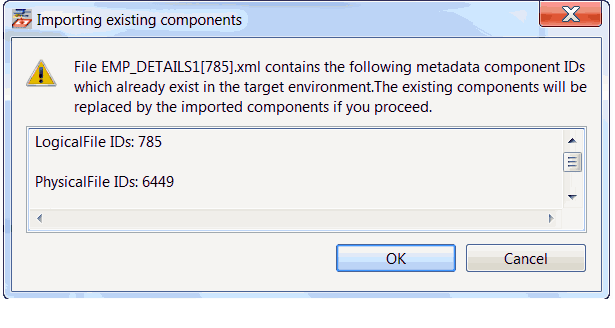 Importing existing components
File EMP_DETAILS1[785].xml contains the following metadata component IDs
which already exist in the target environment.The existing components will be
replaced by the imported components if you proceed.
LogicalFile IDs: 785
PhysicalFile IDs: 6449
OK
Cancel